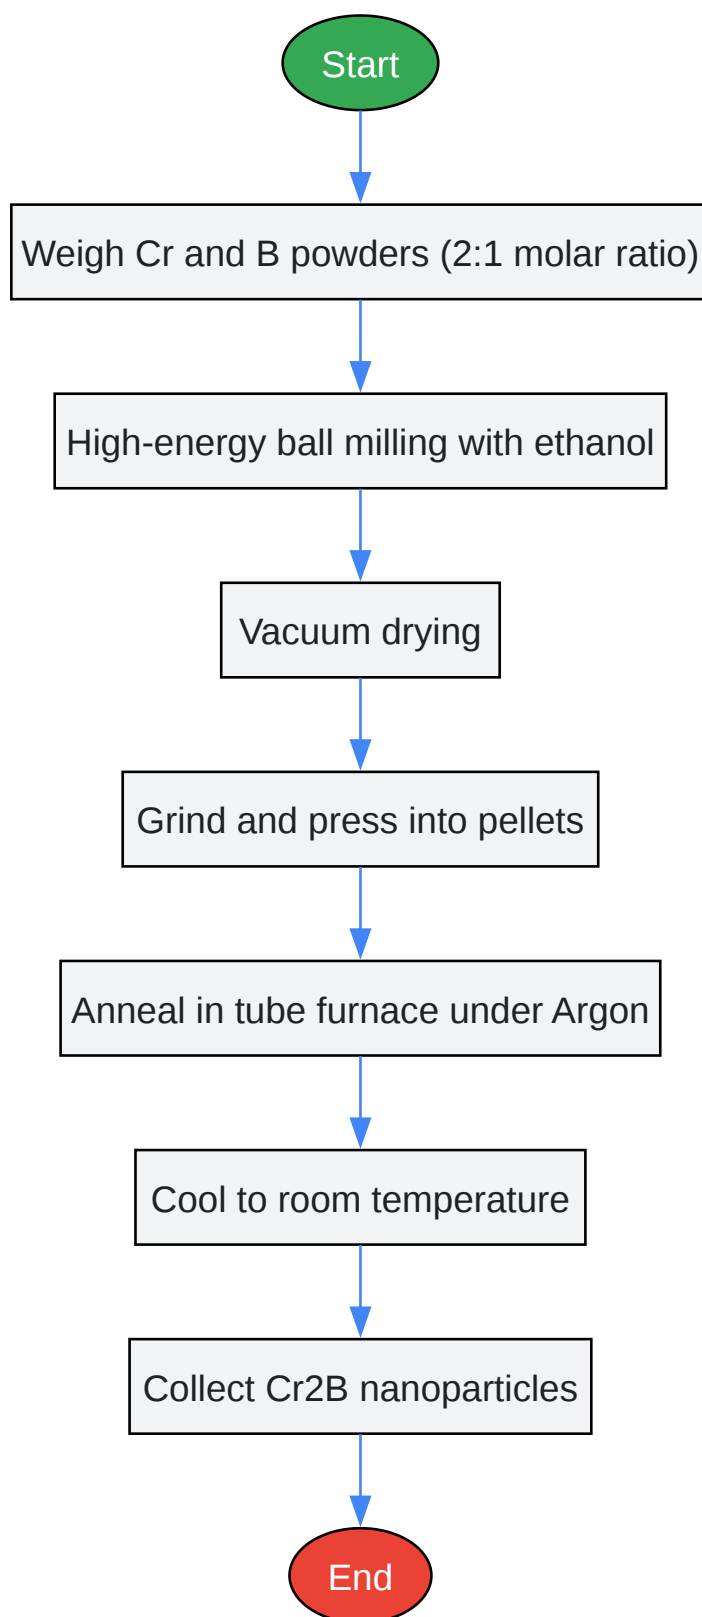 Start
Weigh Cr and B powders (2:1 molar ratio)
High-energy ball milling with ethanol
Vacuum drying
Grind and press into pellets
Anneal in tube furnace under Argon
Cool to room temperature
Collect Cr2B nanoparticles
End